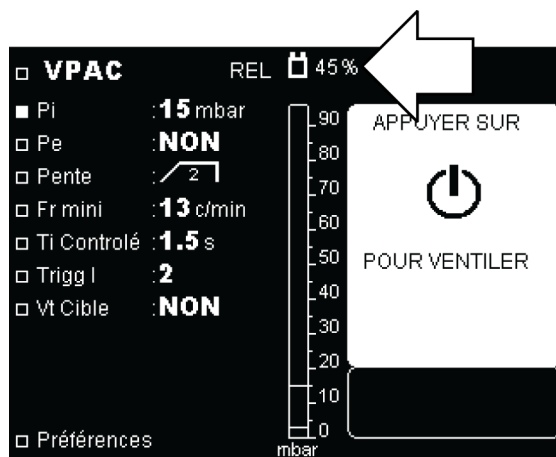 VPAC REL 45%
Pi :15 mbar
Pe :NON
Pente : 2
Fr mini :13 c/min
Ti Controlé :1.5 s
Trigg I :2
Vt Cible :NON
Préférences
90
80
70
60
50
40
30
20
10
0
mbar
APPUYER SUR
POUR VENTILER